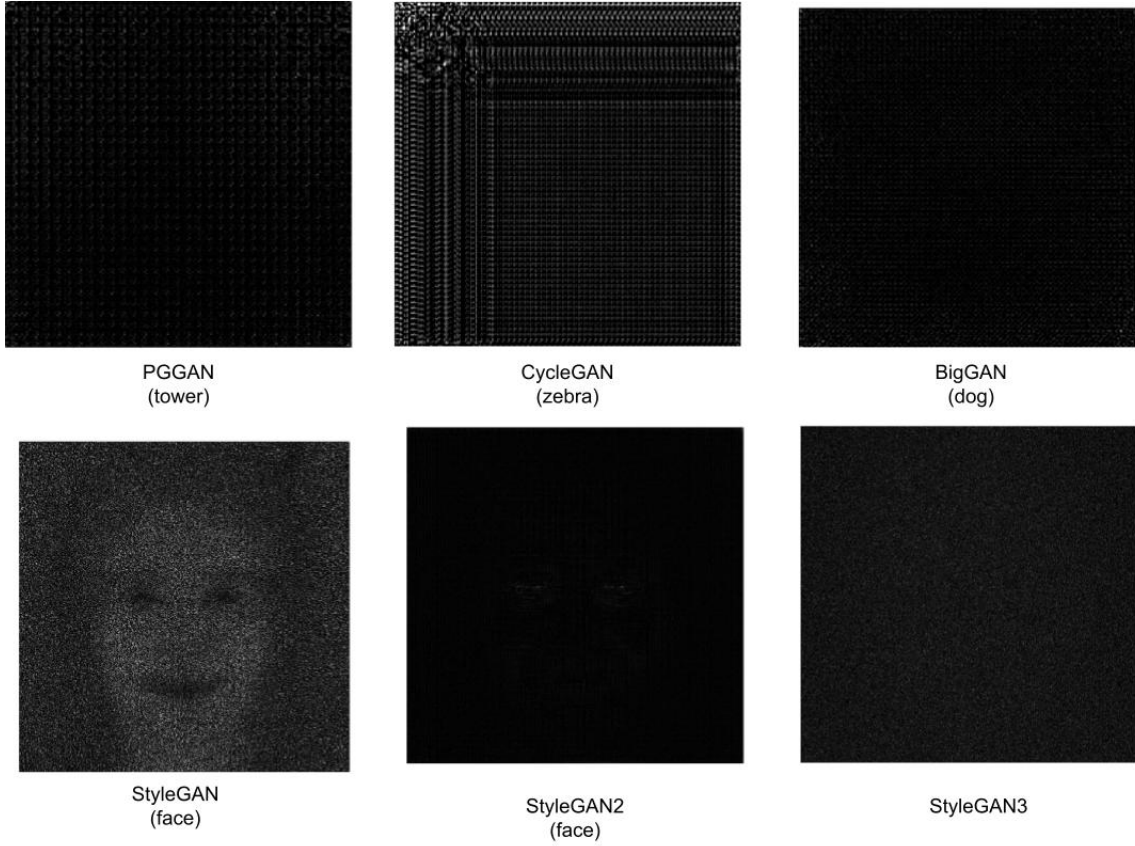 PGGAN
(tower)
CycleGAN
(zebra)
BigGAN
(dog)
StyleGAN
(face)
StyleGAN2
(face)
StyleGAN3